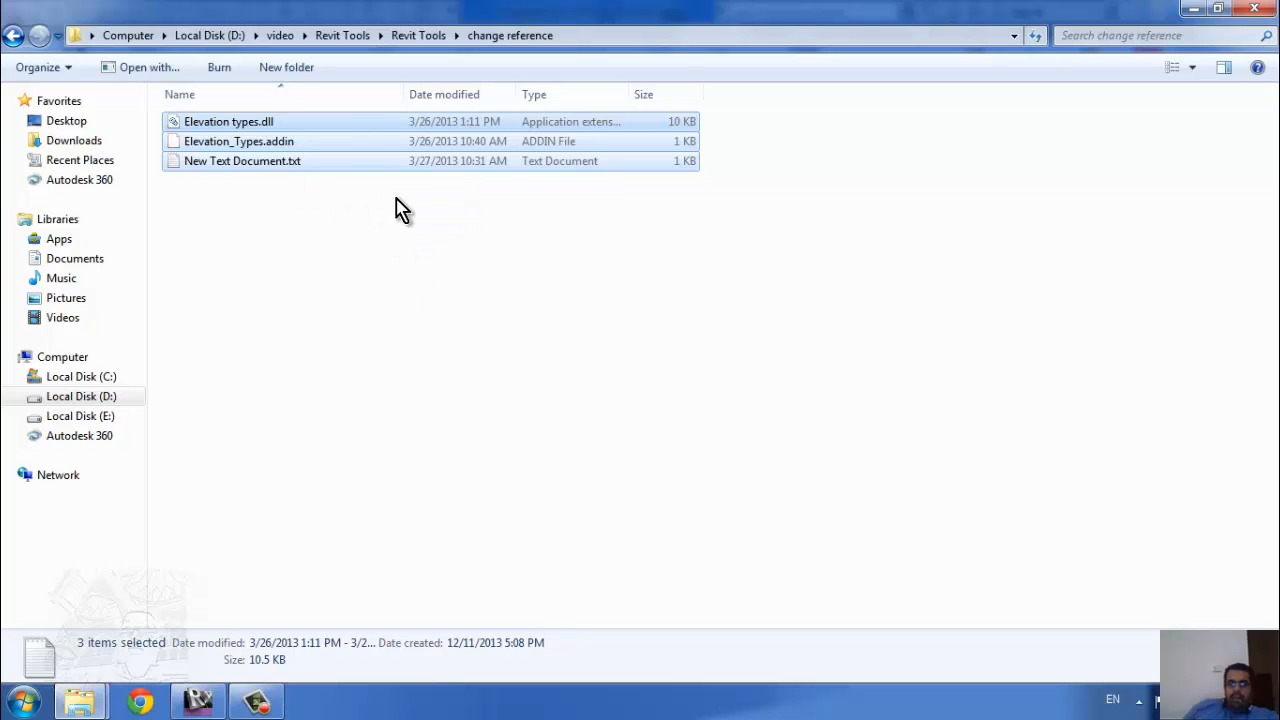 Computer Local Disk (D:) video Revit Tools Revit Tools change reference
Search change reference
Organize Open with... Burn New folder
Name Date modified Type Size
Elevation types.dll 3/26/2013 1:11 PM Application extens... 10 KB
Elevation_Types.addin 3/26/2013 10:40 AM ADDIN File 1 KB
New Text Document.txt 3/27/2013 10:31 AM Text Document 1 KB
Favorites
Desktop
Downloads
Recent Places
Autodesk 360
Libraries
Apps
Documents
Music
Pictures
Videos
Computer
Local Disk (C:)
Local Disk (D:)
Local Disk (E:)
Autodesk 360
Network
3 items selected Date modified: 3/26/2013 1:11 PM - 3/2... Date created: 12/11/2013 5:08 PM
Size: 10.5 KB
EN